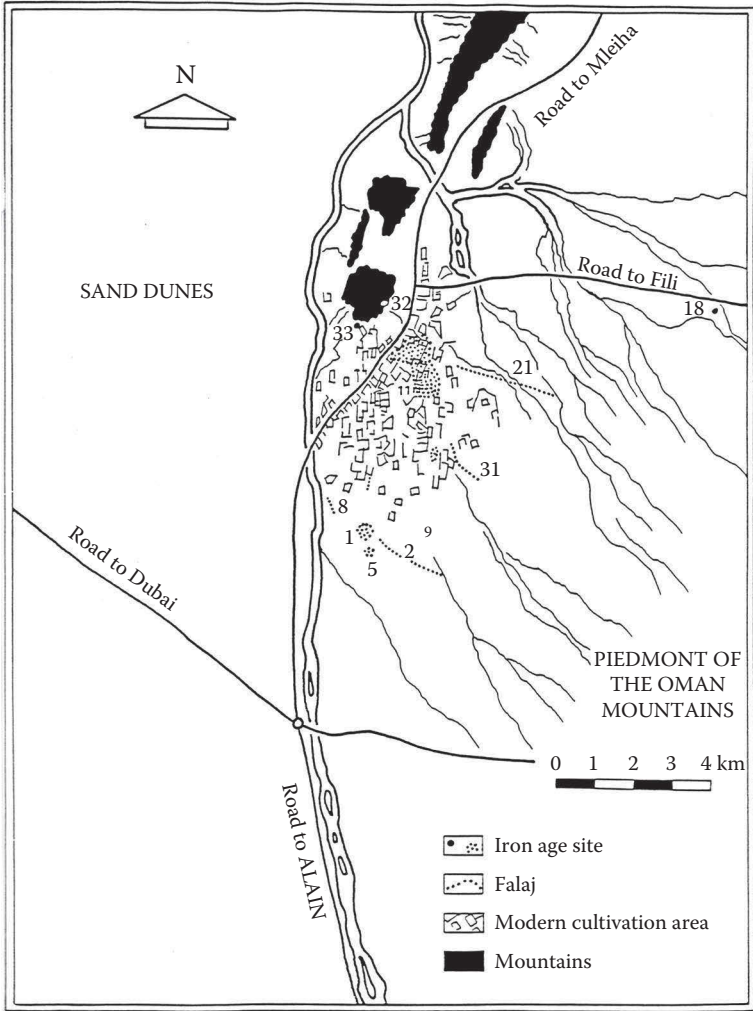 N
Road to Mleiha
SAND DUNES
Road to Fili
32
18
33
21
11
31
8
9
1
2
5
Road to Dubai
PIEDMONT OF
THE OMAN
MOUNTAINS
0 1 2 3 4 km
Road to ALAIN
Iron age site
Falaj
Modern cultivation area
Mountains